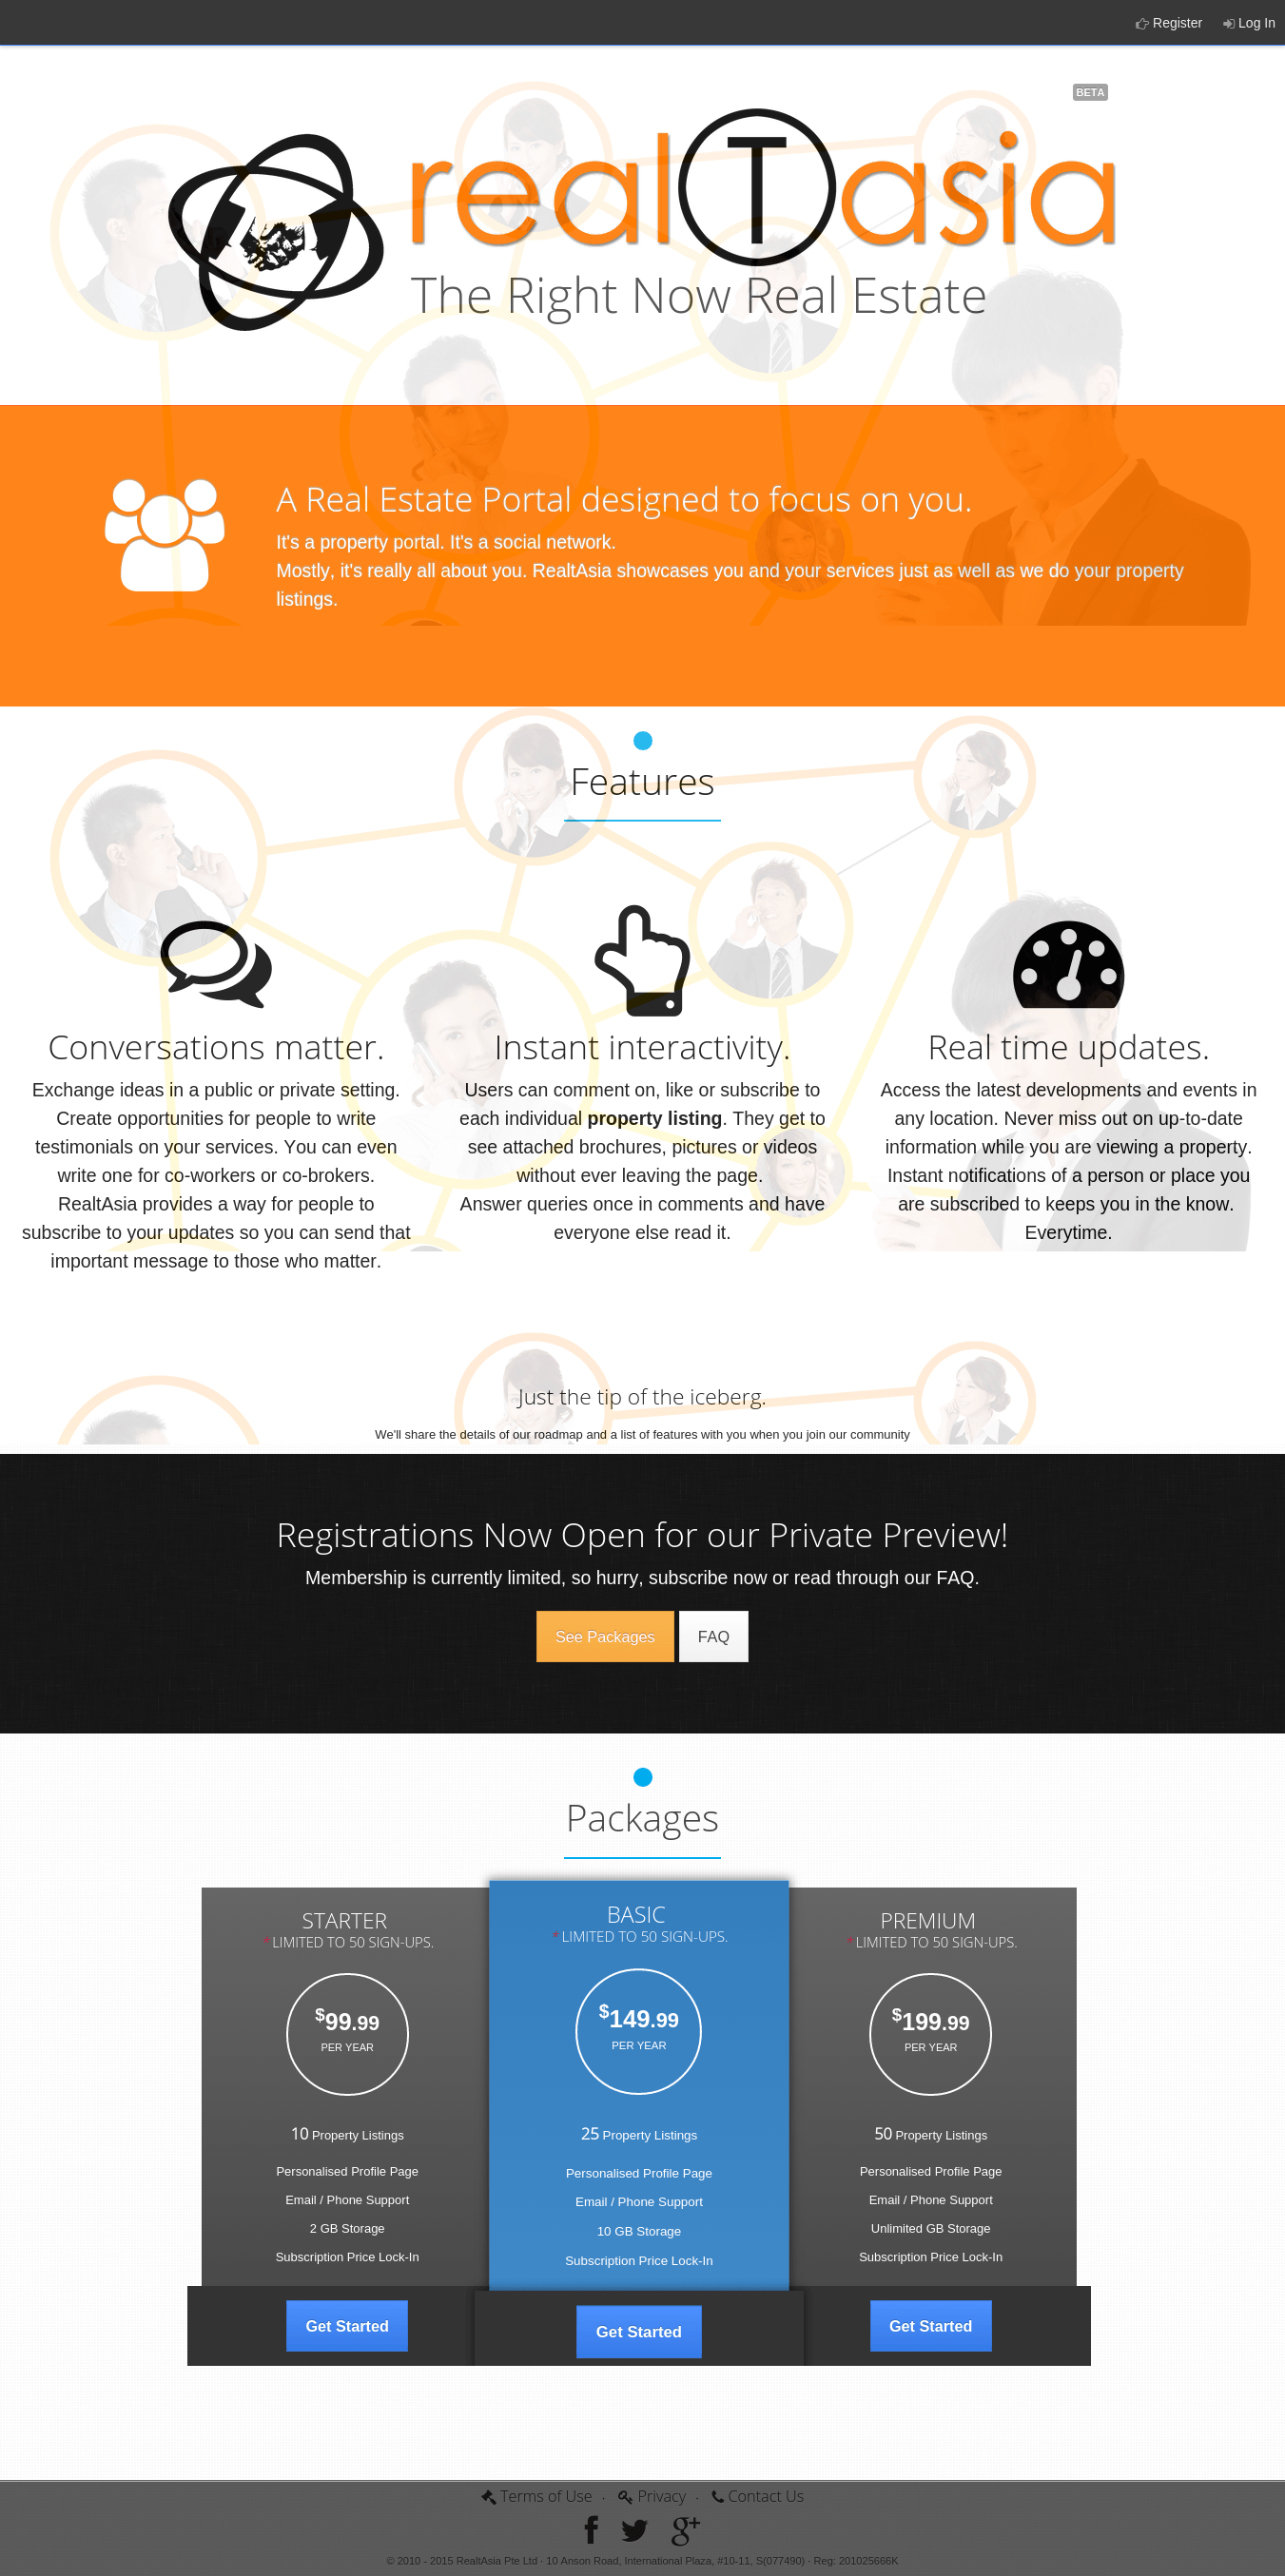 Register Log In
BETA
realTasia
The Right Now Real Estate
A Real Estate Portal designed to focus on you.
It's a property portal. It's a social network.
Mostly, it's really all about you. RealtAsia showcases you and your services just as well as we do your property
listings.
Features
Conversations matter.
Exchange ideas in a public or private setting.
Create opportunities for people to write
testimonials on your services. You can even
write one for co-workers or co-brokers.
RealtAsia provides a way for people to
subscribe to your updates so you can send that
important message to those who matter.
Instant interactivity.
Users can comment on, like or subscribe to
each individual property listing. They get to
see attached brochures, pictures or videos
without ever leaving the page.
Answer queries once in comments and have
everyone else read it.
Real time updates.
Access the latest developments and events in
any location. Never miss out on up-to-date
information while you are viewing a property.
Instant notifications of a person or place you
are subscribed to keeps you in the know.
Everytime.
Just the tip of the iceberg.
We'll share the details of our roadmap and a list of features with you when you join our community
Registrations Now Open for our Private Preview!
Membership is currently limited, so hurry, subscribe now or read through our FAQ.
See Packages FAQ
Packages
STARTER
* LIMITED TO 50 SIGN-UPS.
$99.99
PER YEAR
10 Property Listings
Personalised Profile Page
Email / Phone Support
2 GB Storage
Subscription Price Lock-In
Get Started
BASIC
* LIMITED TO 50 SIGN-UPS.
$149.99
PER YEAR
25 Property Listings
Personalised Profile Page
Email / Phone Support
10 GB Storage
Subscription Price Lock-In
Get Started
PREMIUM
* LIMITED TO 50 SIGN-UPS.
$199.99
PER YEAR
50 Property Listings
Personalised Profile Page
Email / Phone Support
Unlimited GB Storage
Subscription Price Lock-In
Get Started
Terms of Use · Privacy · Contact Us
© 2010 - 2015 RealtAsia Pte Ltd · 10 Anson Road, International Plaza, #10-11, S(077490) · Reg: 201025666K